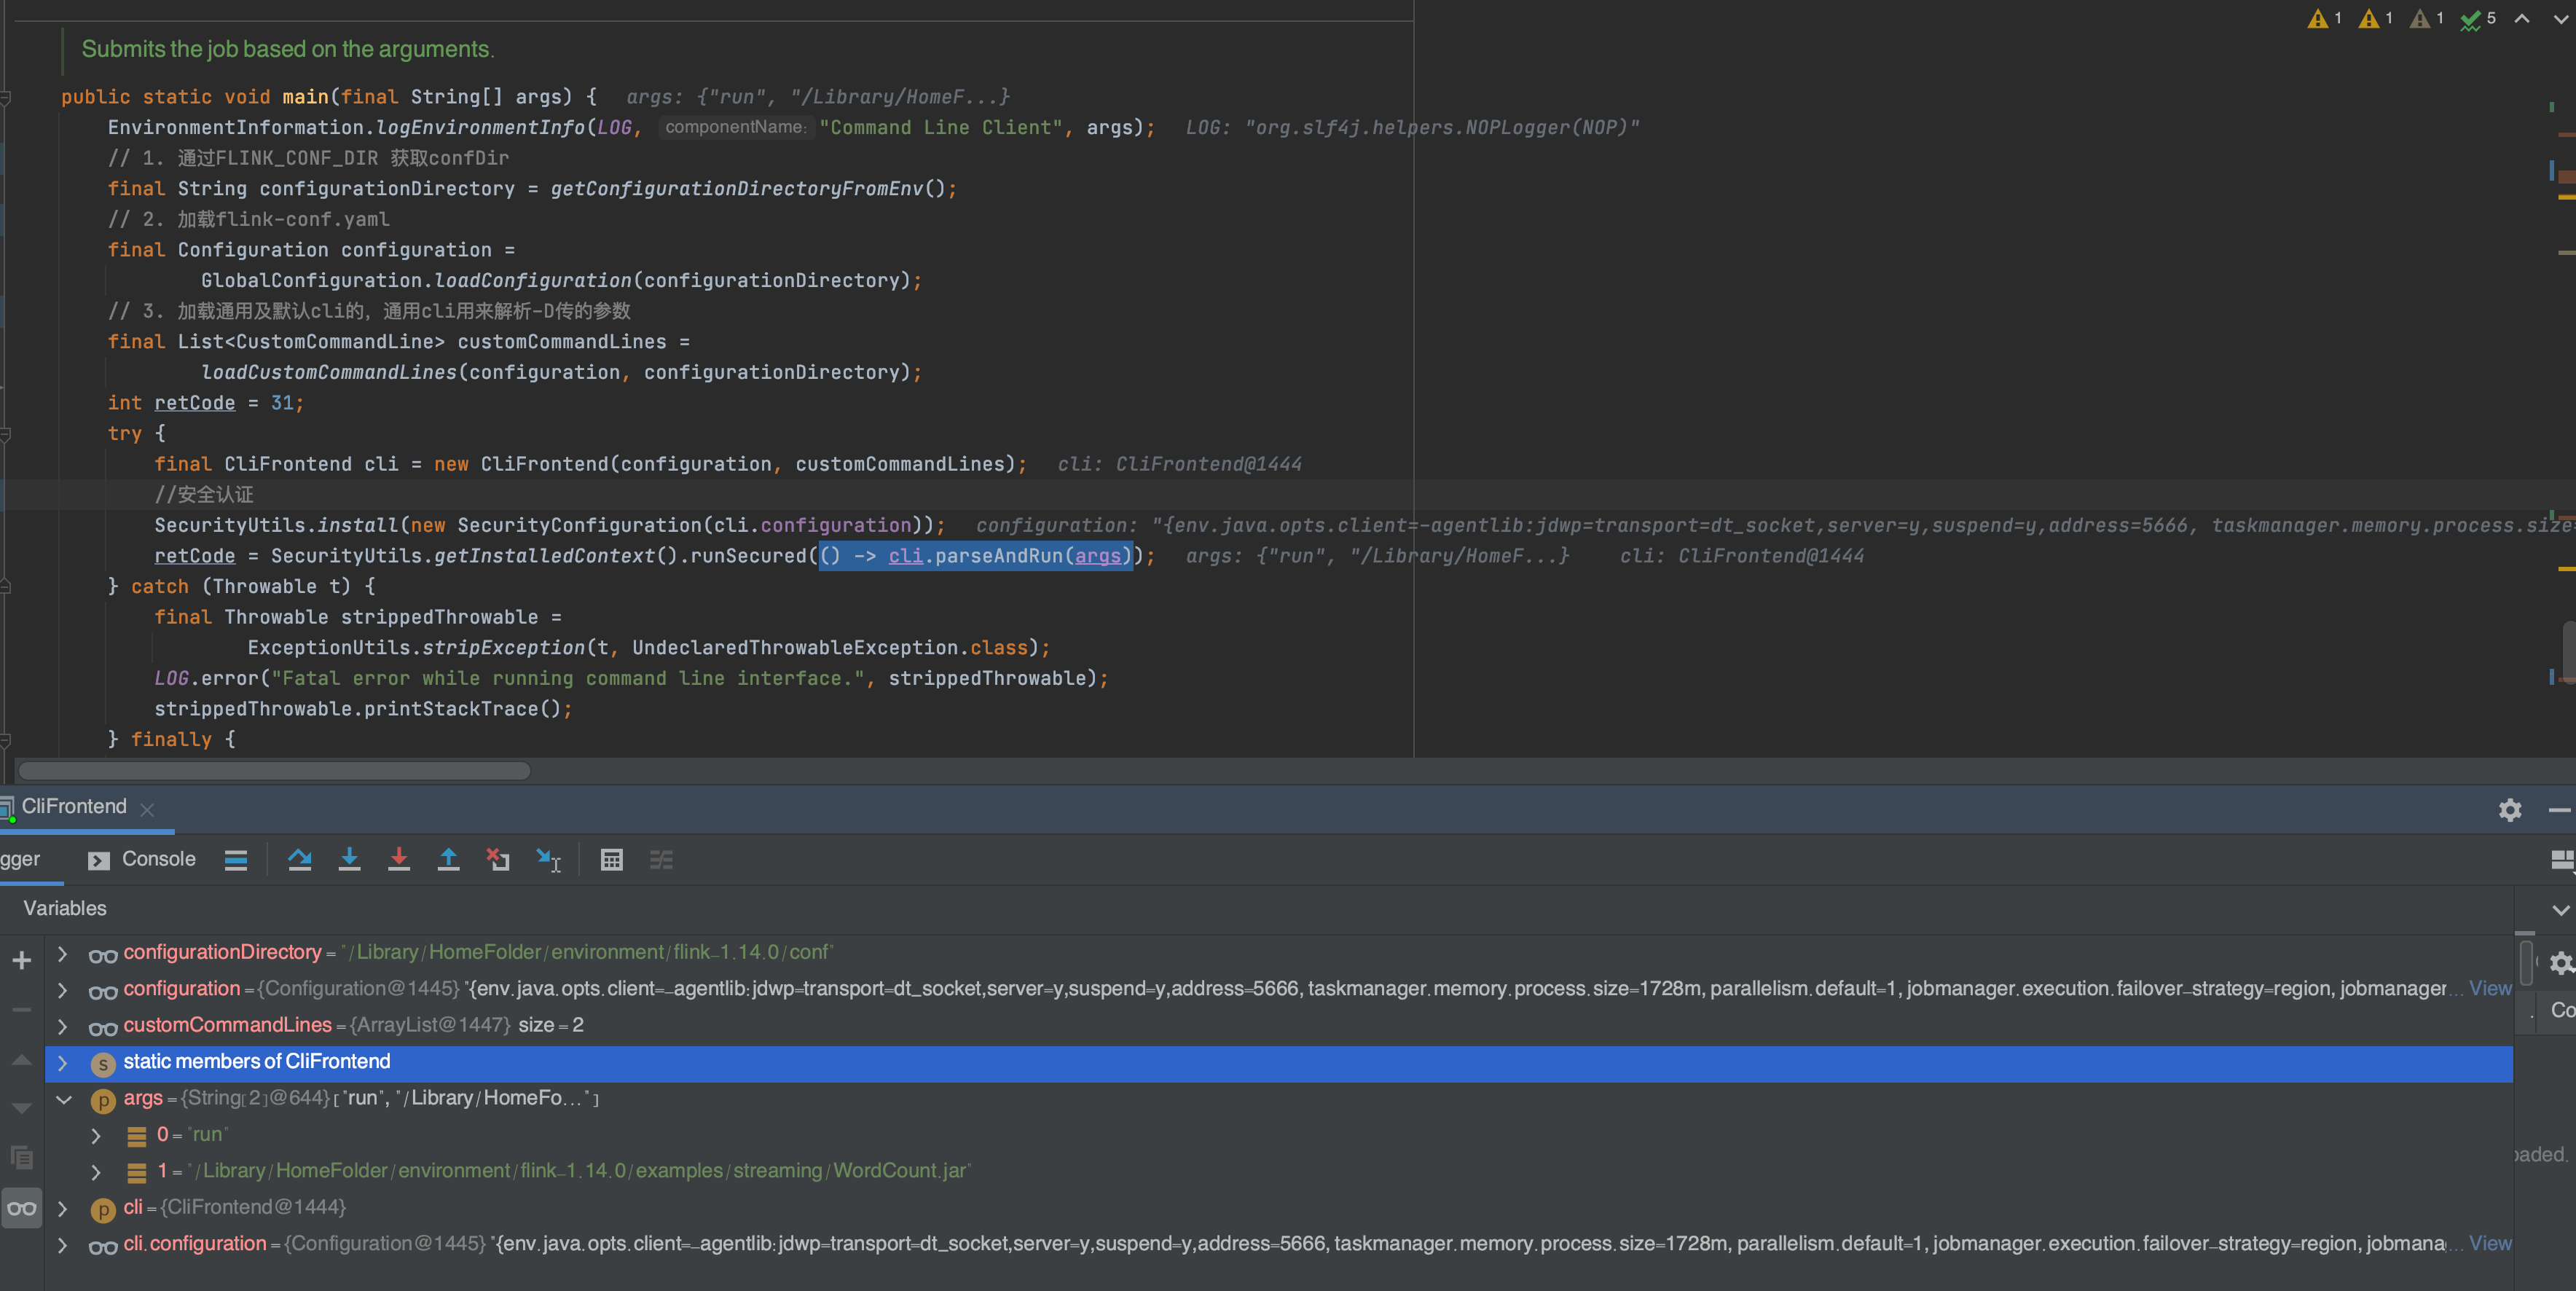 1 1 1 5
Submits the job based on the arguments.
public static void main(final String[] args) { args: {"run", "/Library/HomeF...}
EnvironmentInformation.logEnvironmentInfo(LOG, componentName: "Command Line Client", args); LOG: "org.slf4j.helpers.NOPLogger(NOP)"
// 1. 通过FLINK_CONF_DIR 获取confDir
final String configurationDirectory = getConfigurationDirectoryFromEnv();
// 2. 加载flink-conf.yaml
final Configuration configuration =
GlobalConfiguration.loadConfiguration(configurationDirectory);
// 3. 加载通用及默认cli的，通用cli用来解析-D传的参数
final List<CustomCommandLine> customCommandLines =
loadCustomCommandLines(configuration, configurationDirectory);
int retCode = 31;
try {
final CliFrontend cli = new CliFrontend(configuration, customCommandLines); cli: CliFrontend@1444
//安全认证
SecurityUtils.install(new SecurityConfiguration(cli.configuration)); configuration: "{env.java.opts.client=-agentlib:jdwp=transport=dt_socket,server=y,suspend=y,address=5666, taskmanager.memory.process.size=
retCode = SecurityUtils.getInstalledContext().runSecured(() -> cli.parseAndRun(args)); args: {"run", "/Library/HomeF...} cli: CliFrontend@1444
} catch (Throwable t) {
final Throwable strippedThrowable =
ExceptionUtils.stripException(t, UndeclaredThrowableException.class);
LOG.error("Fatal error while running command line interface.", strippedThrowable);
strippedThrowable.printStackTrace();
} finally {
CliFrontend
gger Console
Variables
configurationDirectory = "/Library/HomeFolder/environment/flink-1.14.0/conf"
configuration = {Configuration@1445} "{env.java.opts.client=-agentlib:jdwp=transport=dt_socket,server=y,suspend=y,address=5666, taskmanager.memory.process.size=1728m, parallelism.default=1, jobmanager.execution.failover-strategy=region, jobmanager... View
customCommandLines = {ArrayList@1447} size = 2
Co
s static members of CliFrontend
p args = {String[2]@644} ["run", "/Library/HomeFo..."]
0 = "run"
1 = "/Library/HomeFolder/environment/flink-1.14.0/examples/streaming/WordCount.jar"
oaded.
p cli = {CliFrontend@1444}
cli.configuration = {Configuration@1445} "{env.java.opts.client=-agentlib:jdwp=transport=dt_socket,server=y,suspend=y,address=5666, taskmanager.memory.process.size=1728m, parallelism.default=1, jobmanager.execution.failover-strategy=region, jobmana... View